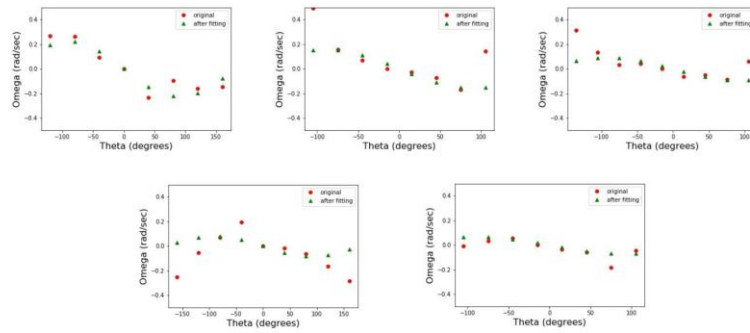 original
after fitting
0.4
0.2
0.0
−0.2
−0.4
Omega (rad/sec)
−100 −50 0 50 100 150
Theta (degrees)
original
after fitting
0.4
0.2
0.0
−0.2
−0.4
Omega (rad/sec)
−100 −50 0 50 100
Theta (degrees)
original
after fitting
0.4
0.2
0.0
−0.2
−0.4
Omega (rad/sec)
−100 −50 0 50 100
Theta (degrees)
original
after fitting
0.4
0.2
0.0
−0.2
−0.4
Omega (rad/sec)
−150 −100 −50 0 50 100 150
Theta (degrees)
original
after fitting
0.4
0.2
0.0
−0.2
−0.4
Omega (rad/sec)
−100 −50 0 50 100
Theta (degrees)